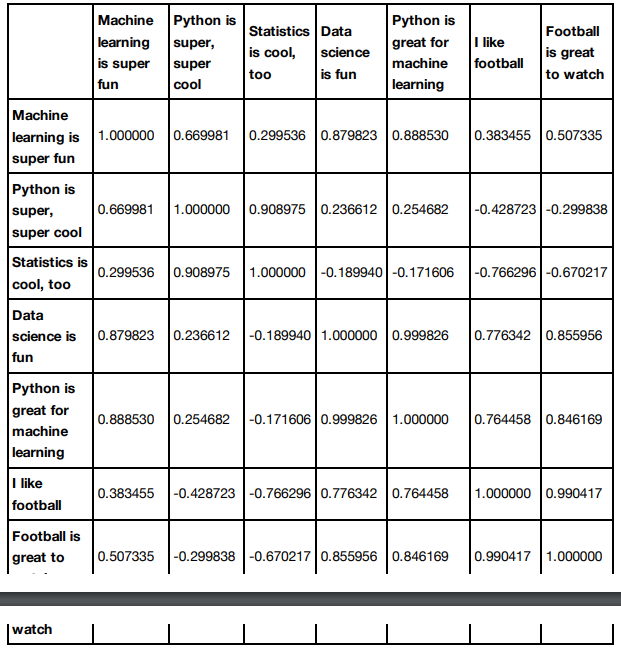 Machine learning is super fun | Python is super, super cool | Statistics is cool, too | Data science is fun | Python is great for machine learning | I like football | Football is great to watch
Machine learning is super fun | 1.000000 | 0.669981 | 0.299536 | 0.879823 | 0.888530 | 0.383455 | 0.507335
Python is super, super cool | 0.669981 | 1.000000 | 0.908975 | 0.236612 | 0.254682 | -0.428723 | -0.299838
Statistics is cool, too | 0.299536 | 0.908975 | 1.000000 | -0.189940 | -0.171606 | -0.766296 | -0.670217
Data science is fun | 0.879823 | 0.236612 | -0.189940 | 1.000000 | 0.999826 | 0.776342 | 0.855956
Python is great for machine learning | 0.888530 | 0.254682 | -0.171606 | 0.999826 | 1.000000 | 0.764458 | 0.846169
I like football | 0.383455 | -0.428723 | -0.766296 | 0.776342 | 0.764458 | 1.000000 | 0.990417
Football is great to | 0.507335 | -0.299838 | -0.670217 | 0.855956 | 0.846169 | 0.990417 | 1.000000
watch